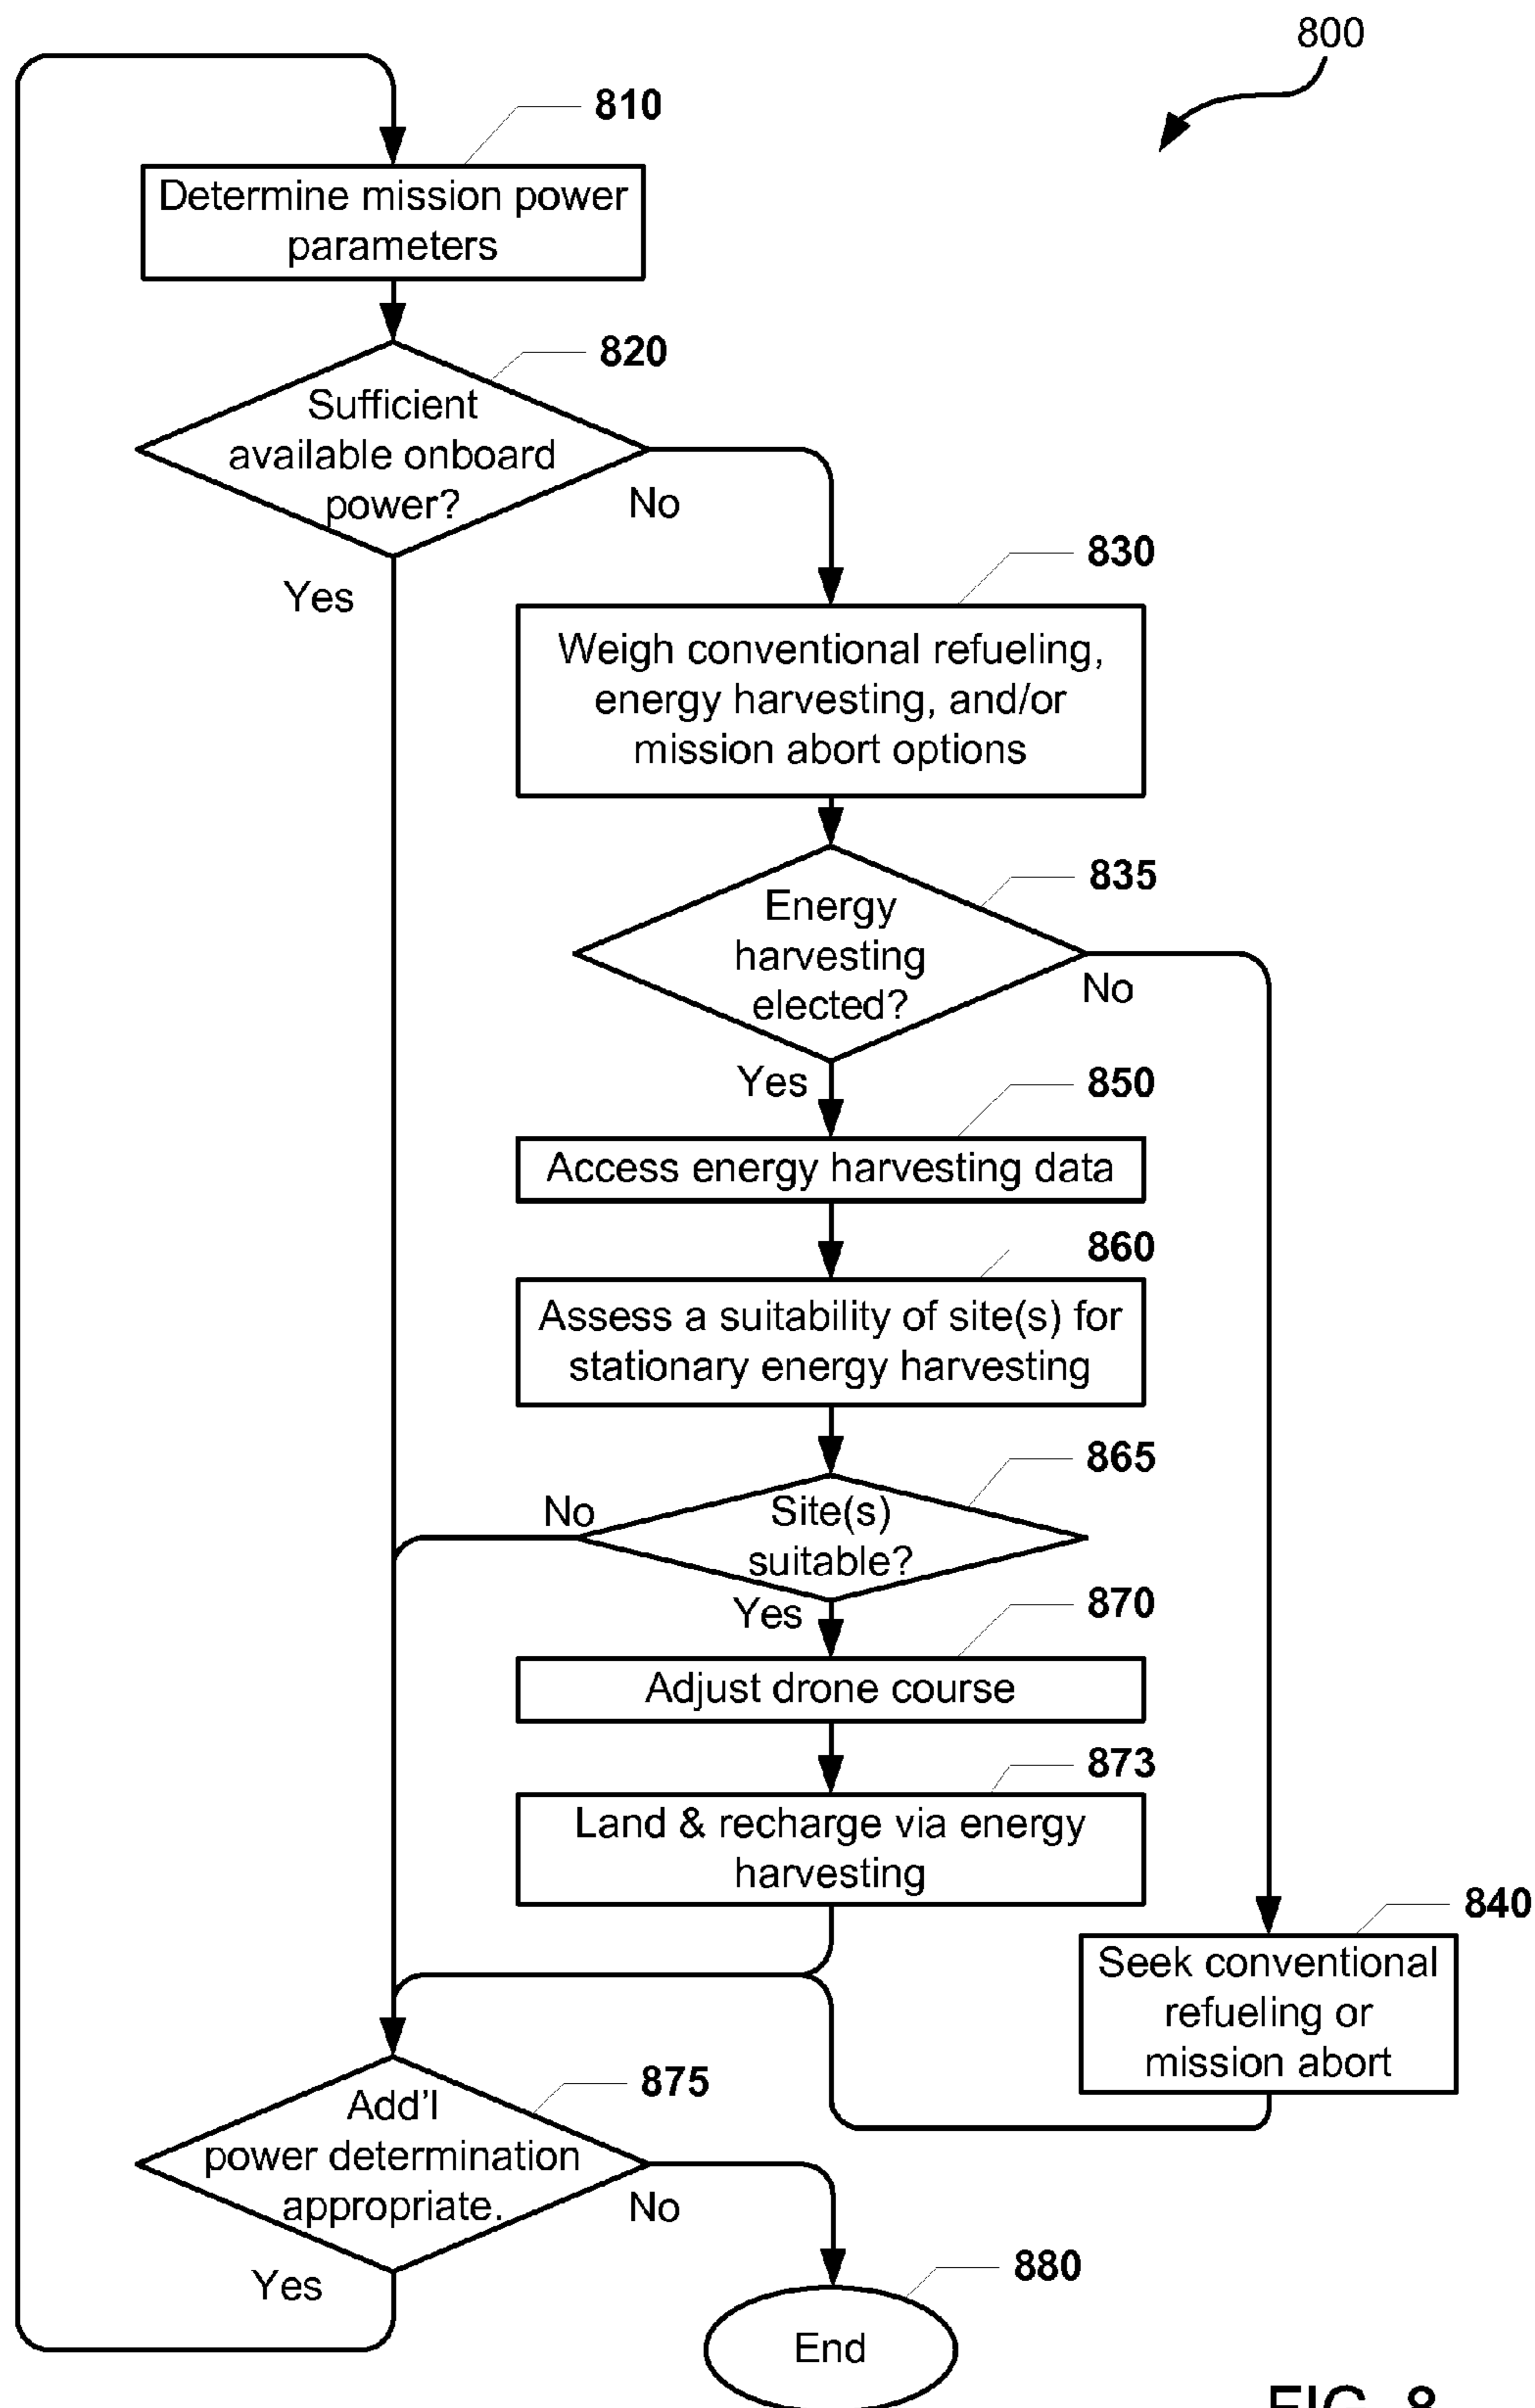 800
810
Determine mission power
parameters
820
Sufficient
available onboard
power?
No
Yes
830
Weigh conventional refueling,
energy harvesting, and/or
mission abort options
835
Energy
harvesting
elected?
No
Yes
850
Access energy harvesting data
860
Assess a suitability of site(s) for
stationary energy harvesting
865
Site(s)
suitable?
No
Yes
870
Adjust drone course
873
Land & recharge via energy
harvesting
840
Seek conventional
refueling or
mission abort
875
Add'l
power determination
appropriate.
No
Yes
880
End
FIG. 8